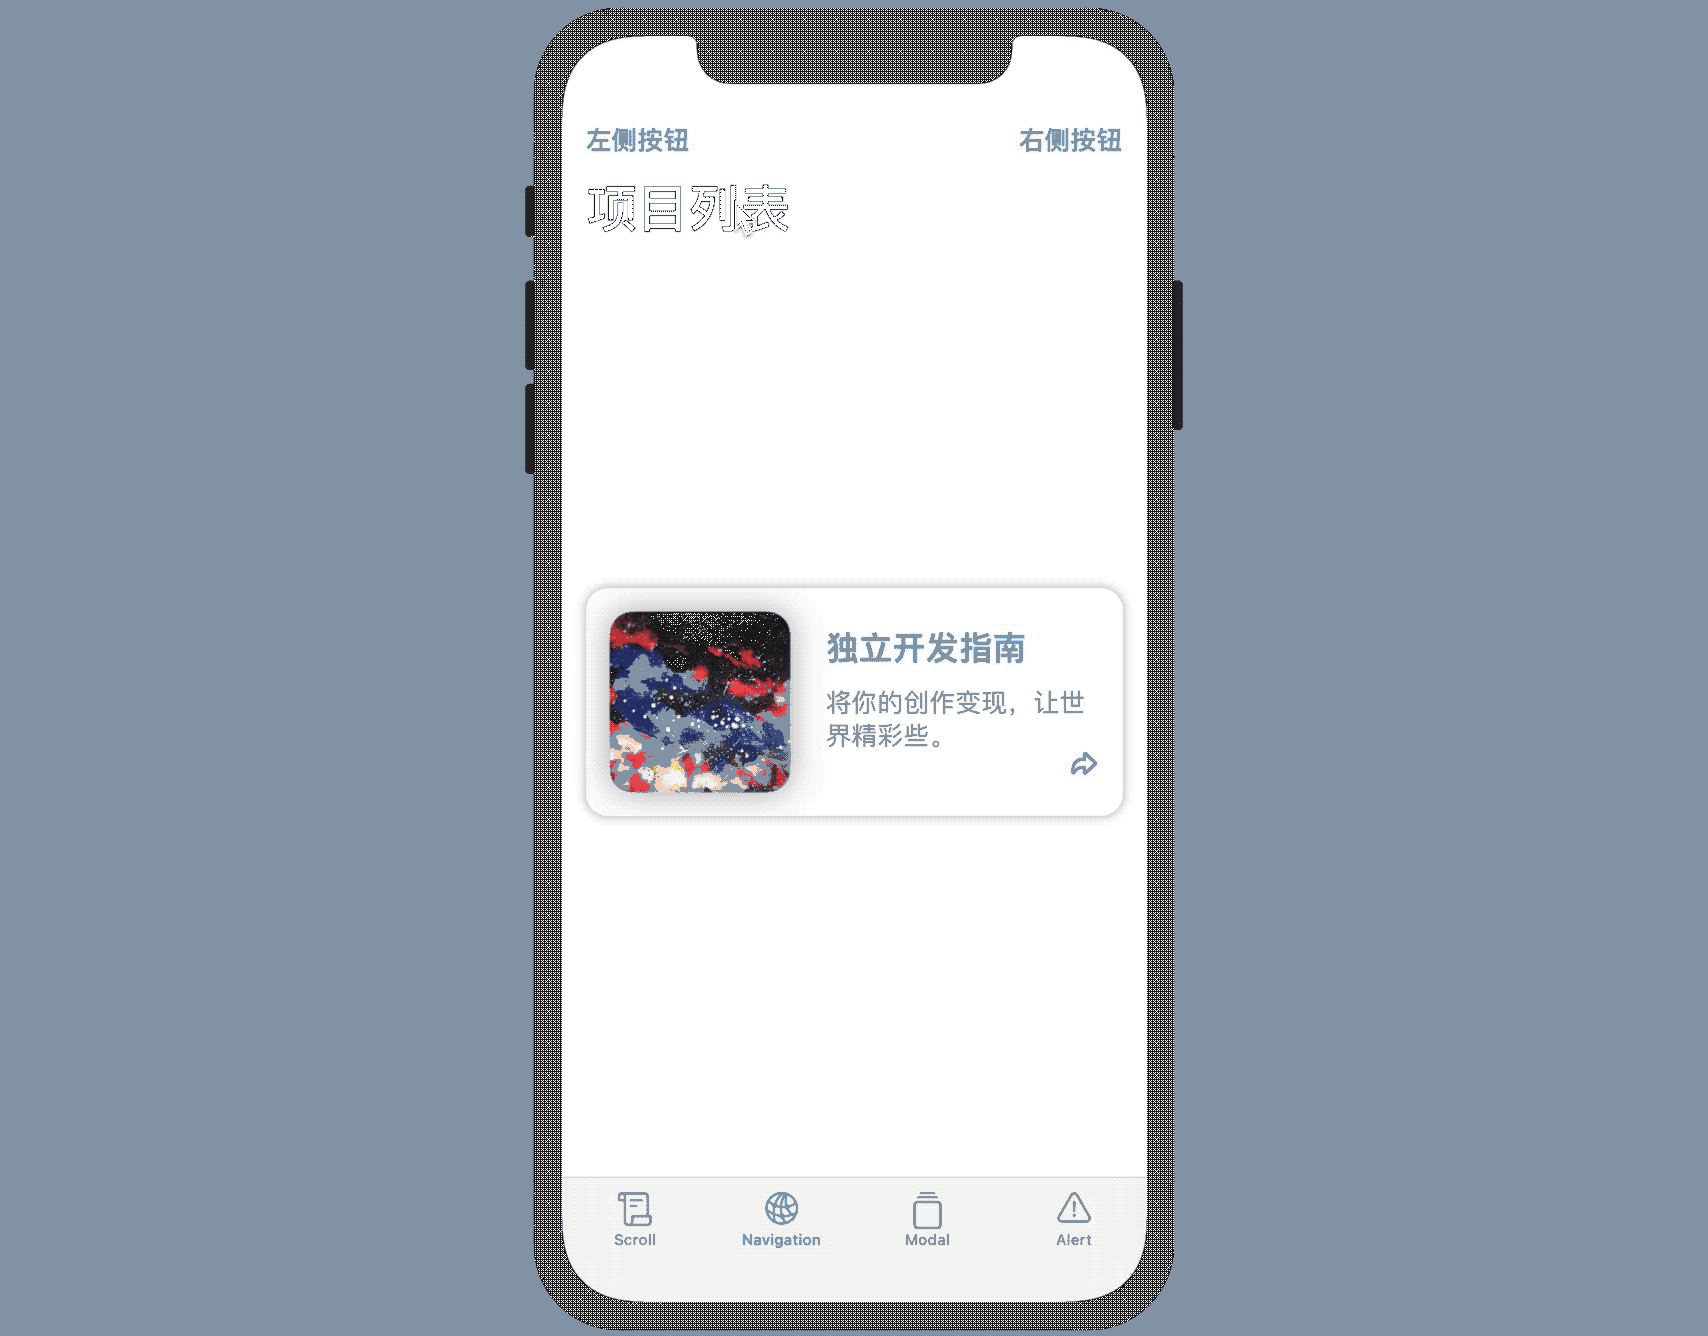 左侧按钮
右侧按钮
项目列表
独立开发指南
将你的创作变现，让世
界精彩些。
Scroll
Navigation
Modal
Alert